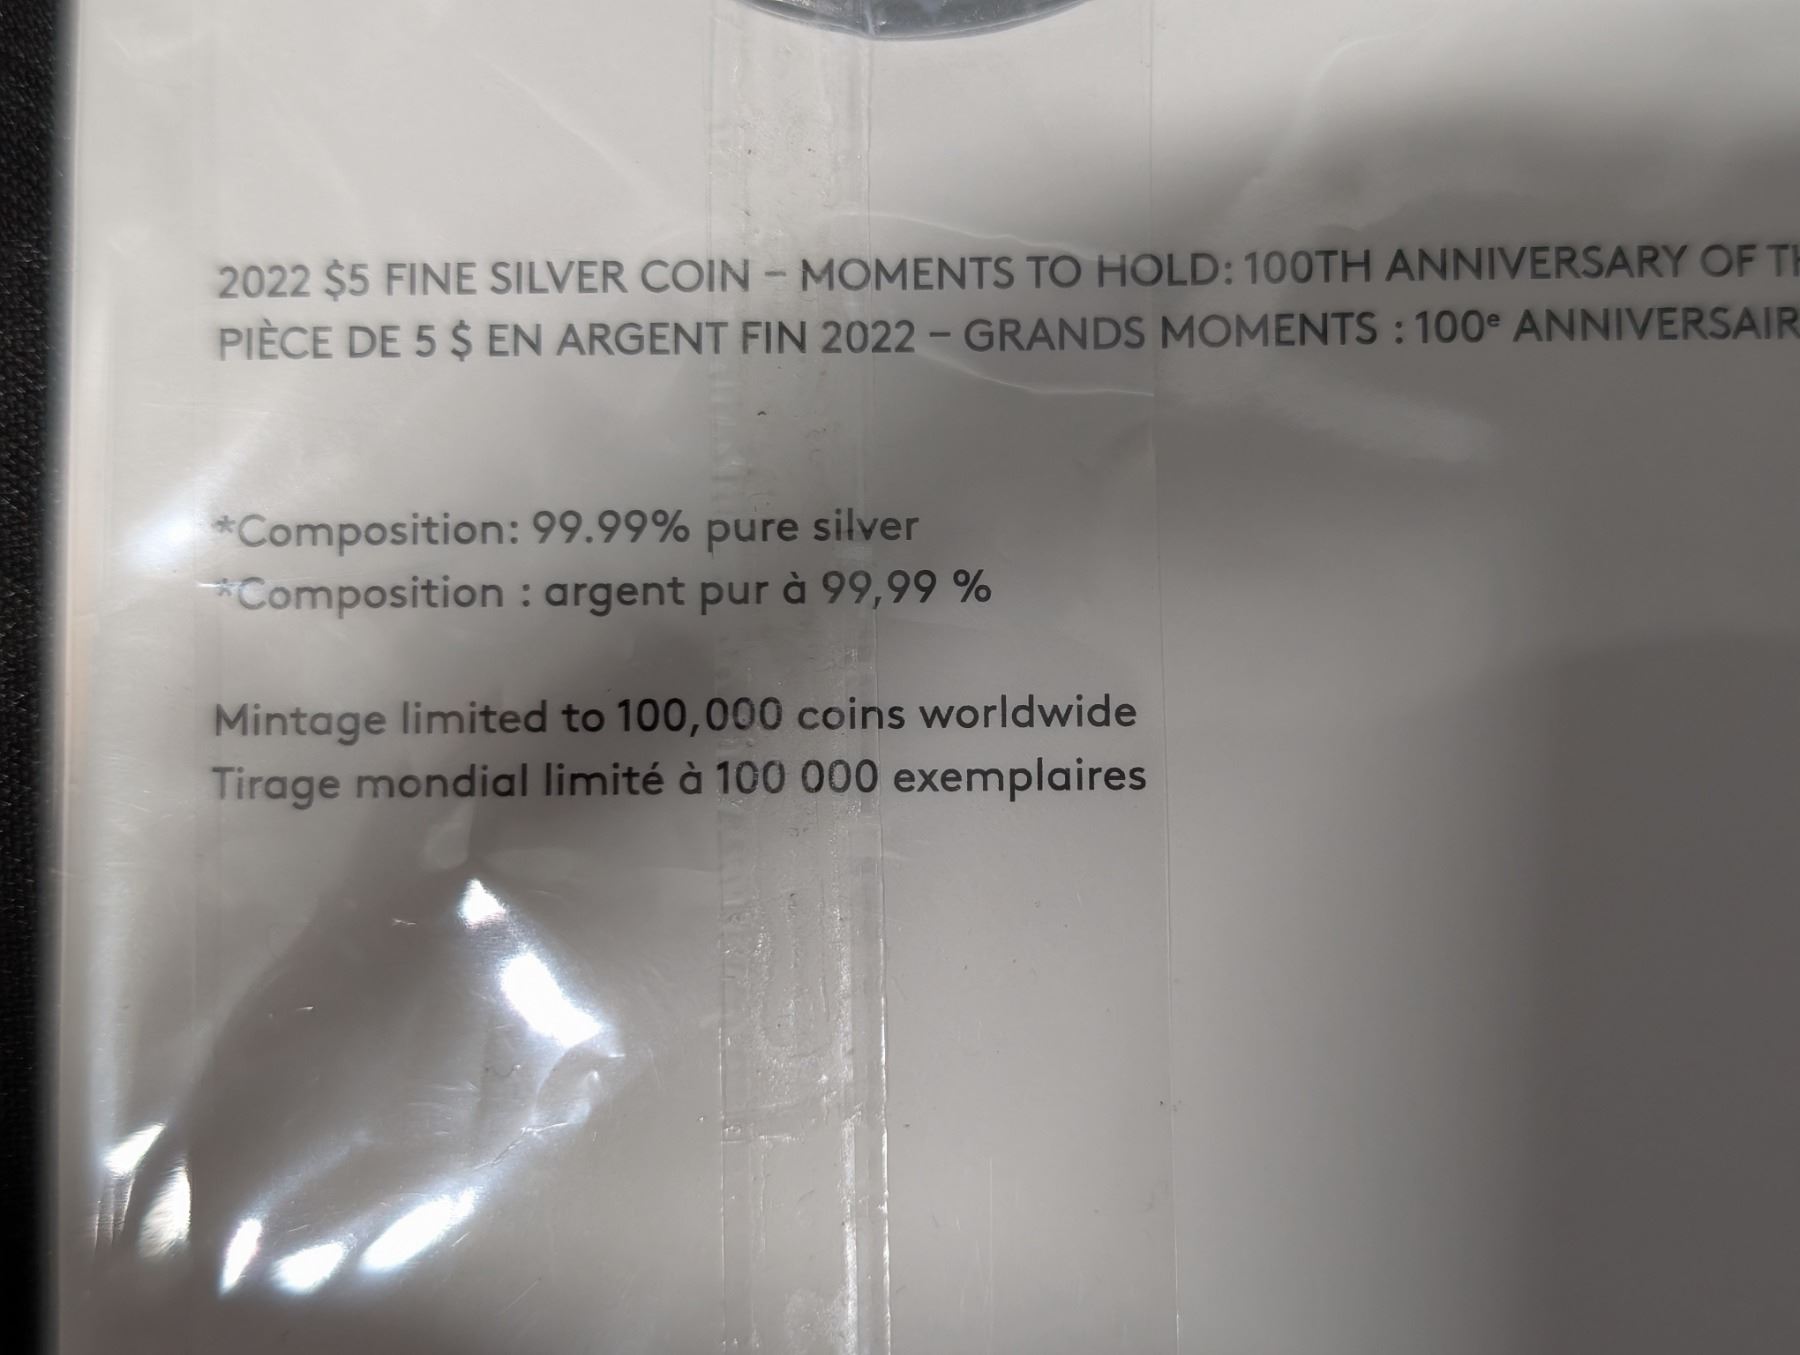 2022 $5 FINE SILVER COIN – MOMENTS TO HOLD: 100TH ANNIVERSARY OF TH
PIÈCE DE 5 $ EN ARGENT FIN 2022 – GRANDS MOMENTS : 100ᵉ ANNIVERSAIR
*Composition: 99.99% pure silver
*Composition : argent pur à 99,99 %
Mintage limited to 100,000 coins worldwide
Tirage mondial limité à 100 000 exemplaires